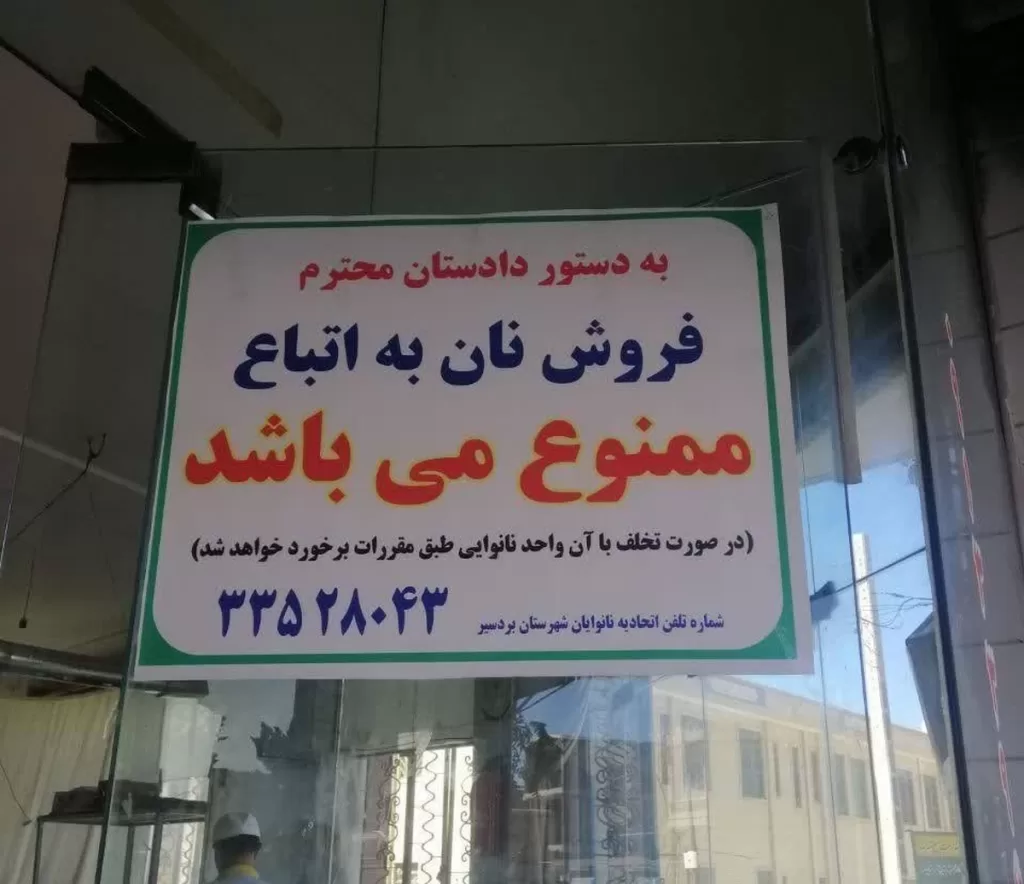 به دستور دادستان محترم
فروش نان به اتباع
ممنوع می باشد
(در صورت تخلف با آن واحد نانوایی طبق مقررات برخورد خواهد شد)
شماره تلفن اتحادیه نانوایان شهرستان بردسیر ۳۳۵۲۸۰۴۳